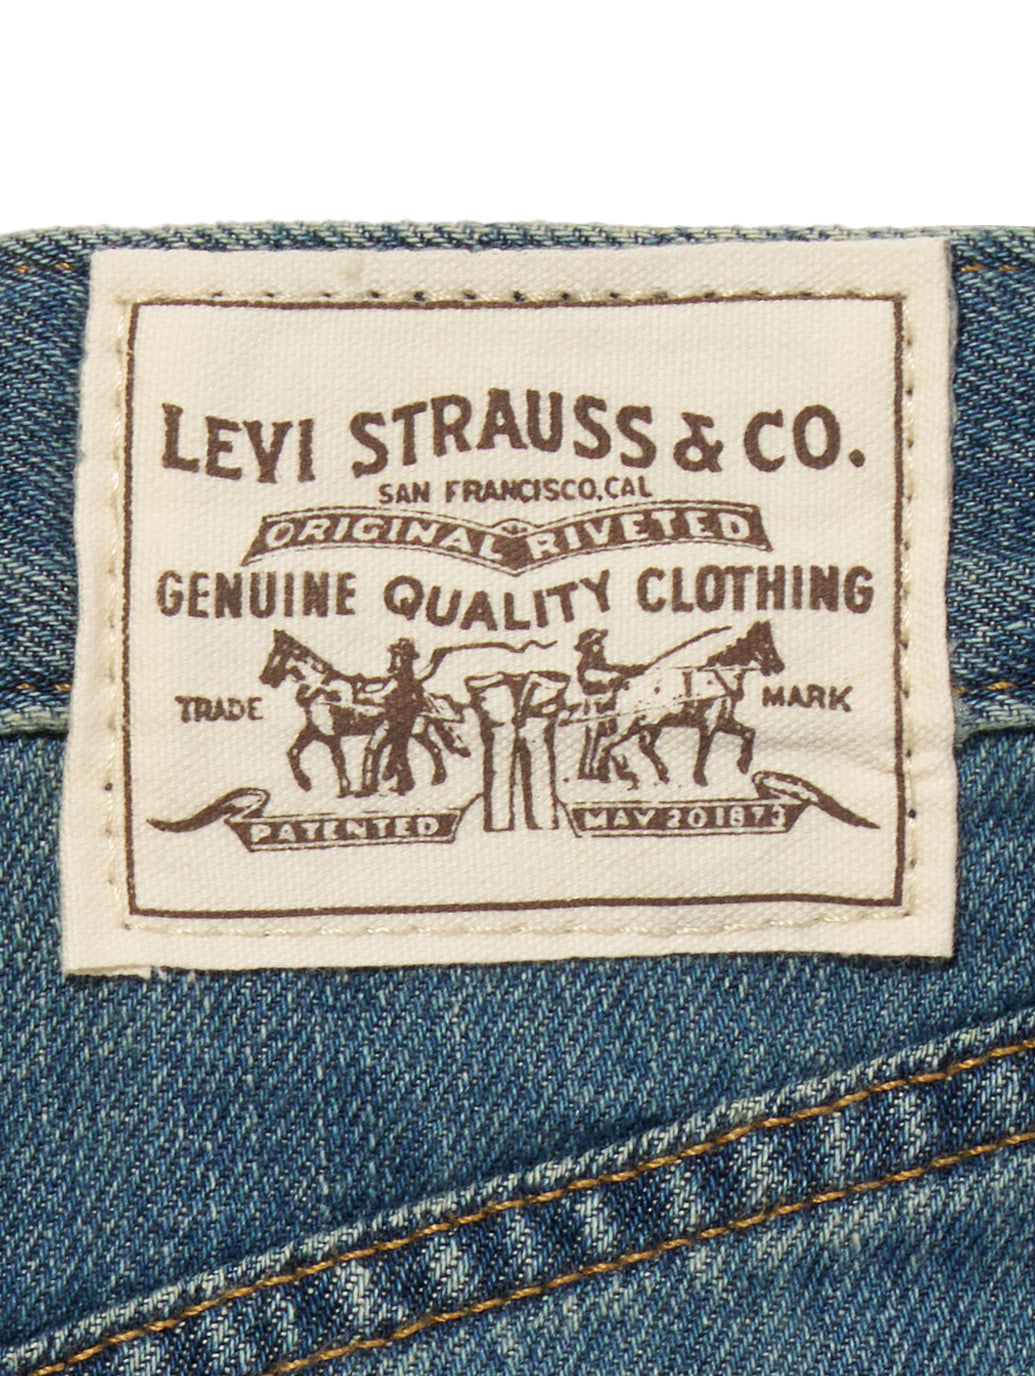 LEVI STRAUSS & CO.
SAN FRANCISCO, CAL
ORIGINAL RIVETED
GENUINE QUALITY CLOTHING
TRADE MARK
PATENTED MAY 20 1873